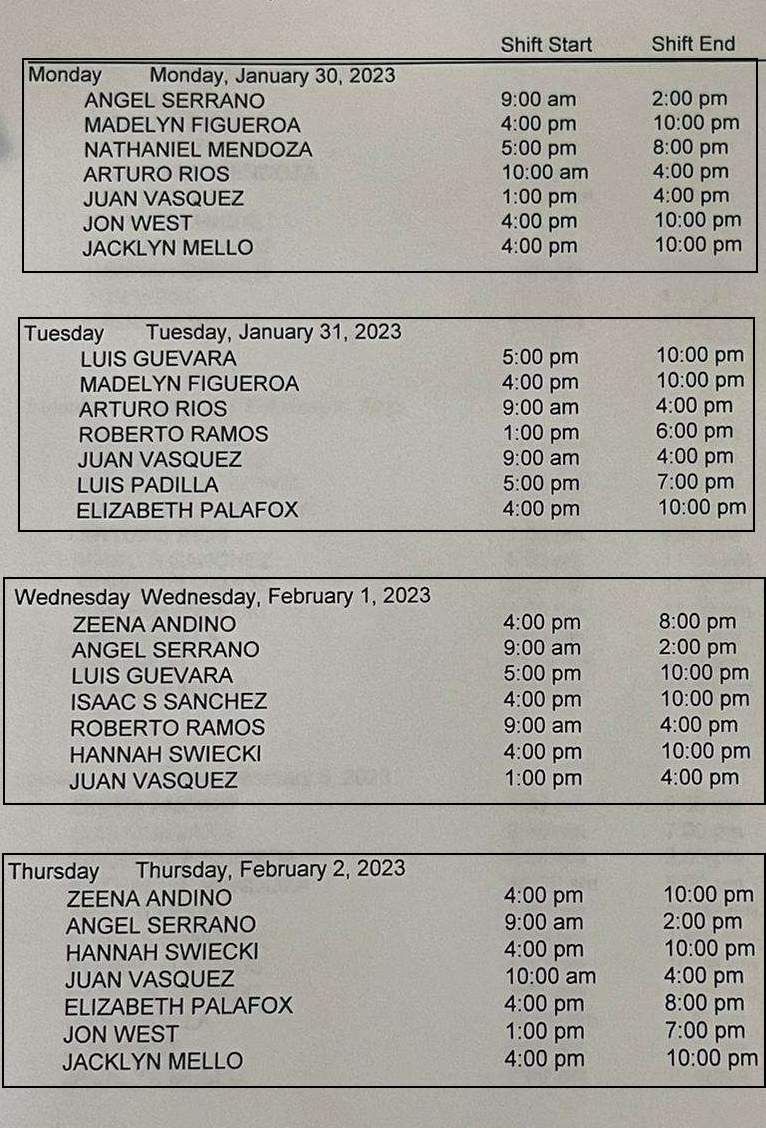 Shift Start Shift End
Monday Monday, January 30, 2023
ANGEL SERRANO 9:00 am 2:00 pm
MADELYN FIGUEROA 4:00 pm 10:00 pm
NATHANIEL MENDOZA 5:00 pm 8:00 pm
ARTURO RIOS 10:00 am 4:00 pm
JUAN VASQUEZ 1:00 pm 4:00 pm
JON WEST 4:00 pm 10:00 pm
JACKLYN MELLO 4:00 pm 10:00 pm
Tuesday Tuesday, January 31, 2023
LUIS GUEVARA 5:00 pm 10:00 pm
MADELYN FIGUEROA 4:00 pm 10:00 pm
ARTURO RIOS 9:00 am 4:00 pm
ROBERTO RAMOS 1:00 pm 6:00 pm
JUAN VASQUEZ 9:00 am 4:00 pm
LUIS PADILLA 5:00 pm 7:00 pm
ELIZABETH PALAFOX 4:00 pm 10:00 pm
Wednesday Wednesday, February 1, 2023
ZEENA ANDINO 4:00 pm 8:00 pm
ANGEL SERRANO 9:00 am 2:00 pm
LUIS GUEVARA 5:00 pm 10:00 pm
ISAAC S SANCHEZ 4:00 pm 10:00 pm
ROBERTO RAMOS 9:00 am 4:00 pm
HANNAH SWIECKI 4:00 pm 10:00 pm
JUAN VASQUEZ 1:00 pm 4:00 pm
Thursday Thursday, February 2, 2023
ZEENA ANDINO 4:00 pm 10:00 pm
ANGEL SERRANO 9:00 am 2:00 pm
HANNAH SWIECKI 4:00 pm 10:00 pm
JUAN VASQUEZ 10:00 am 4:00 pm
ELIZABETH PALAFOX 4:00 pm 8:00 pm
JON WEST 1:00 pm 7:00 pm
JACKLYN MELLO 4:00 pm 10:00 pm